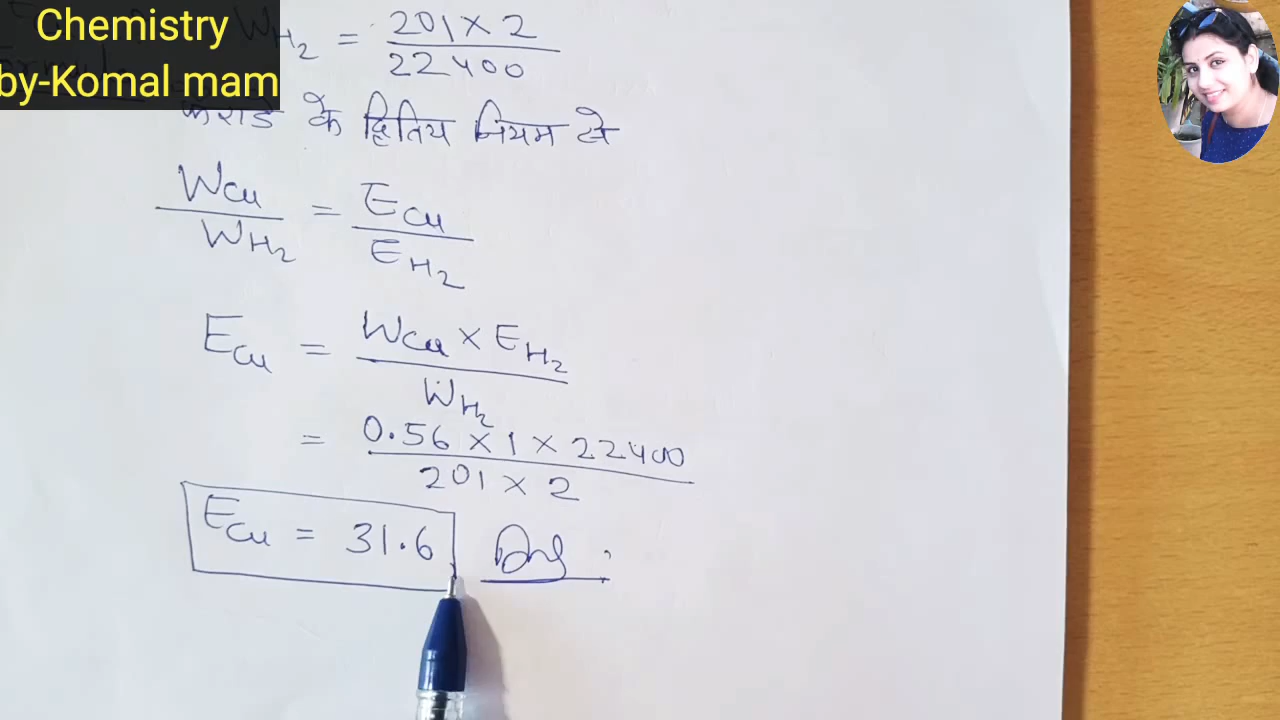 Chemistry
by-Komal mam
W_H₂ = 201 × 2 / 22400
फैराडे के द्वितिय नियम से
W_Cu / W_H₂ = E_Cu / E_H₂
E_Cu = W_Cu × E_H₂ / W_H₂
= 0.56 × 1 × 22400 / 201 × 2
E_Cu = 31.6 Ans.